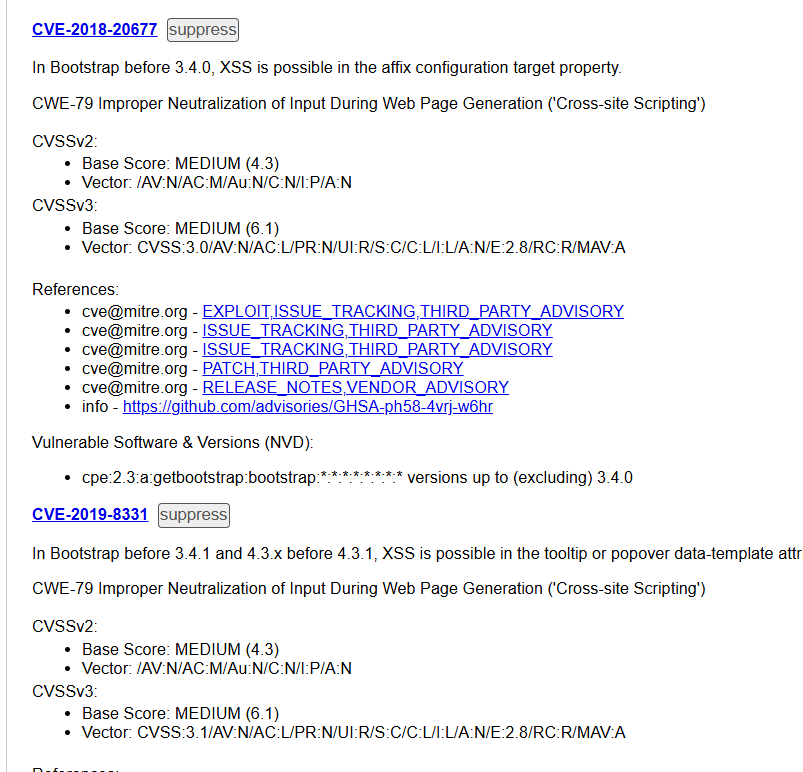 CVE-2018-20677 suppress
In Bootstrap before 3.4.0, XSS is possible in the affix configuration target property.
CWE-79 Improper Neutralization of Input During Web Page Generation ('Cross-site Scripting')
CVSSv2:
• Base Score: MEDIUM (4.3)
• Vector: /AV:N/AC:M/Au:N/C:N/I:P/A:N
CVSSv3:
• Base Score: MEDIUM (6.1)
• Vector: CVSS:3.0/AV:N/AC:L/PR:N/UI:R/S:C/C:L/I:L/A:N/E:2.8/RC:R/MAV:A
References:
• cve@mitre.org - EXPLOIT,ISSUE_TRACKING,THIRD_PARTY_ADVISORY
• cve@mitre.org - ISSUE_TRACKING,THIRD_PARTY_ADVISORY
• cve@mitre.org - ISSUE_TRACKING,THIRD_PARTY_ADVISORY
• cve@mitre.org - PATCH,THIRD_PARTY_ADVISORY
• cve@mitre.org - RELEASE_NOTES,VENDOR_ADVISORY
• info - https://github.com/advisories/GHSA-ph58-4vrj-w6hr
Vulnerable Software & Versions (NVD):
• cpe:2.3:a:getbootstrap:bootstrap:*:*:*:*:*:*:*:* versions up to (excluding) 3.4.0
CVE-2019-8331 suppress
In Bootstrap before 3.4.1 and 4.3.x before 4.3.1, XSS is possible in the tooltip or popover data-template attr
CWE-79 Improper Neutralization of Input During Web Page Generation ('Cross-site Scripting')
CVSSv2:
• Base Score: MEDIUM (4.3)
• Vector: /AV:N/AC:M/Au:N/C:N/I:P/A:N
CVSSv3:
• Base Score: MEDIUM (6.1)
• Vector: CVSS:3.1/AV:N/AC:L/PR:N/UI:R/S:C/C:L/I:L/A:N/E:2.8/RC:R/MAV:A